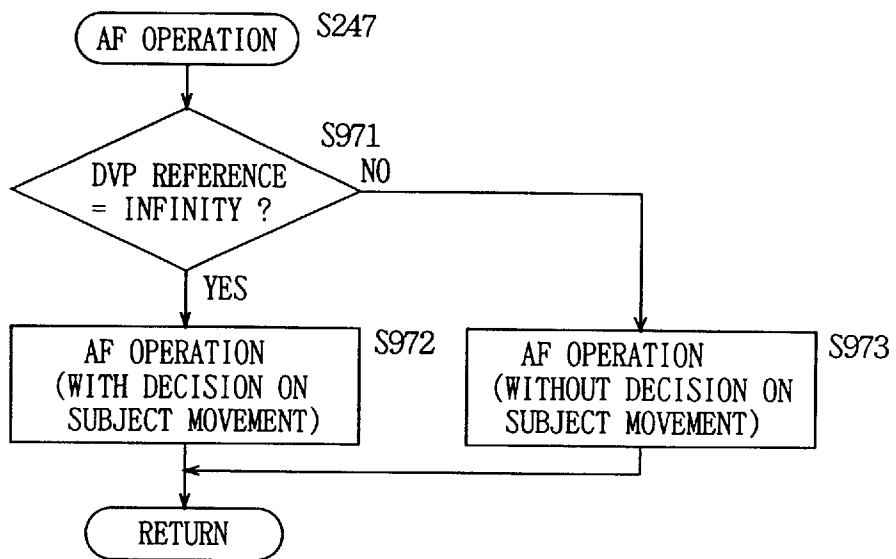 AF OPERATION
S247
S971
DVP REFERENCE
= INFINITY ?
NO
YES
S972
AF OPERATION
(WITH DECISION ON
SUBJECT MOVEMENT)
S973
AF OPERATION
(WITHOUT DECISION ON
SUBJECT MOVEMENT)
RETURN